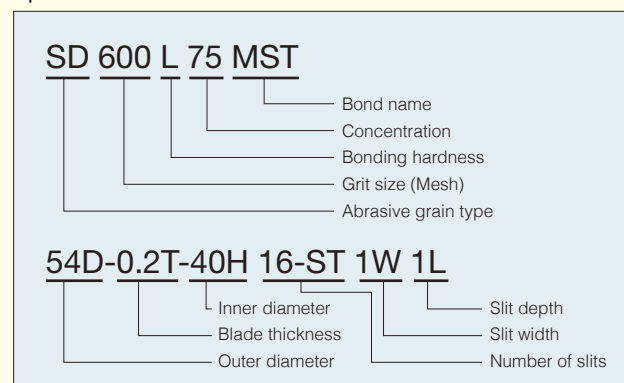 SD 600 L 75 MST
Bond name
Concentration
Bonding hardness
Grit size (Mesh)
Abrasive grain type
54D-0.2T-40H 16-ST 1W 1L
Inner diameter Slit depth
Blade thickness Slit width
Outer diameter Number of slits